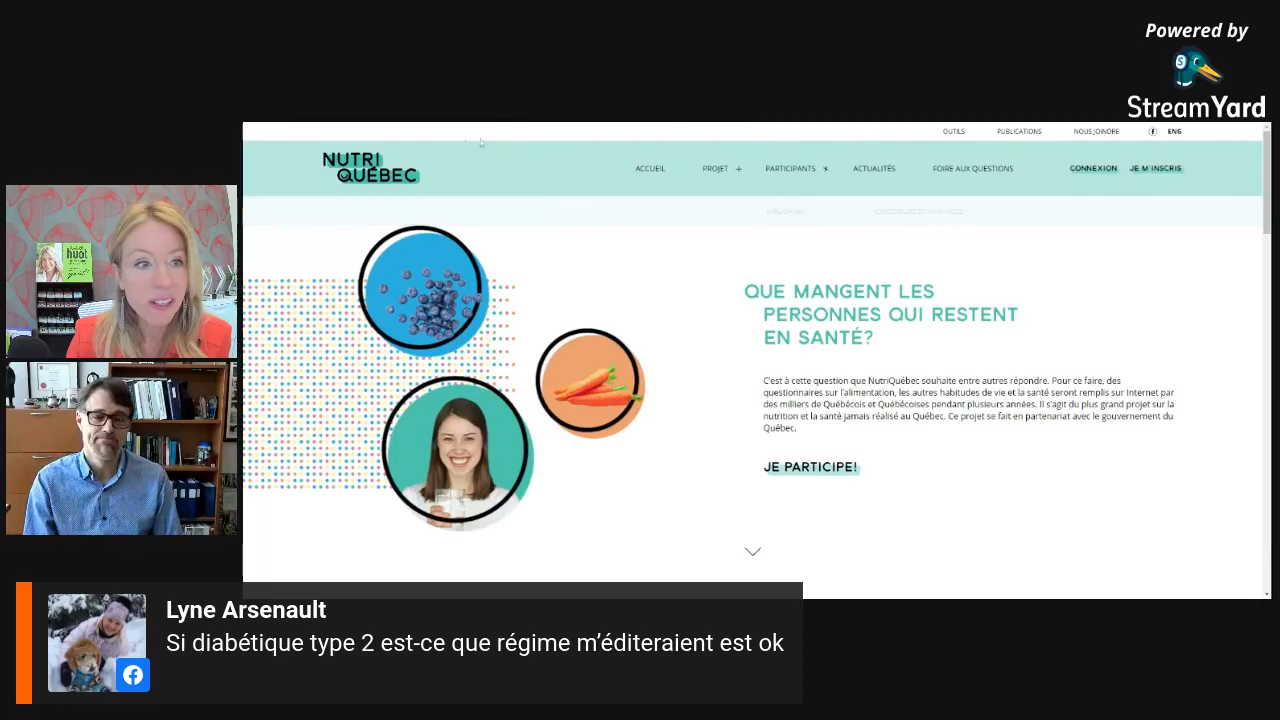 Powered by
StreamYard
OUTILS PUBLICATIONS NOUS JOINDRE ENG
NUTRI
QUÉBEC
ACCUEIL PROJET + PARTICIPANTS + ACTUALITÉS FOIRE AUX QUESTIONS CONNEXION JE M'INSCRIS
huot
QUE MANGENT LES
PERSONNES QUI RESTENT
EN SANTÉ?
C'est à cette question que NutriQuébec souhaite entre autres répondre. Pour ce faire, des
questionnaires sur l'alimentation, les autres habitudes de vie et la santé seront remplis sur Internet par
des milliers de Québécois et Québécoises pendant plusieurs années. Il s'agit du plus grand projet sur la
nutrition et la santé jamais réalisé au Québec. Ce projet se fait en partenariat avec le gouvernement du
Québec.
JE PARTICIPE!
Lyne Arsenault
Si diabétique type 2 est-ce que régime m’éditeraient est ok